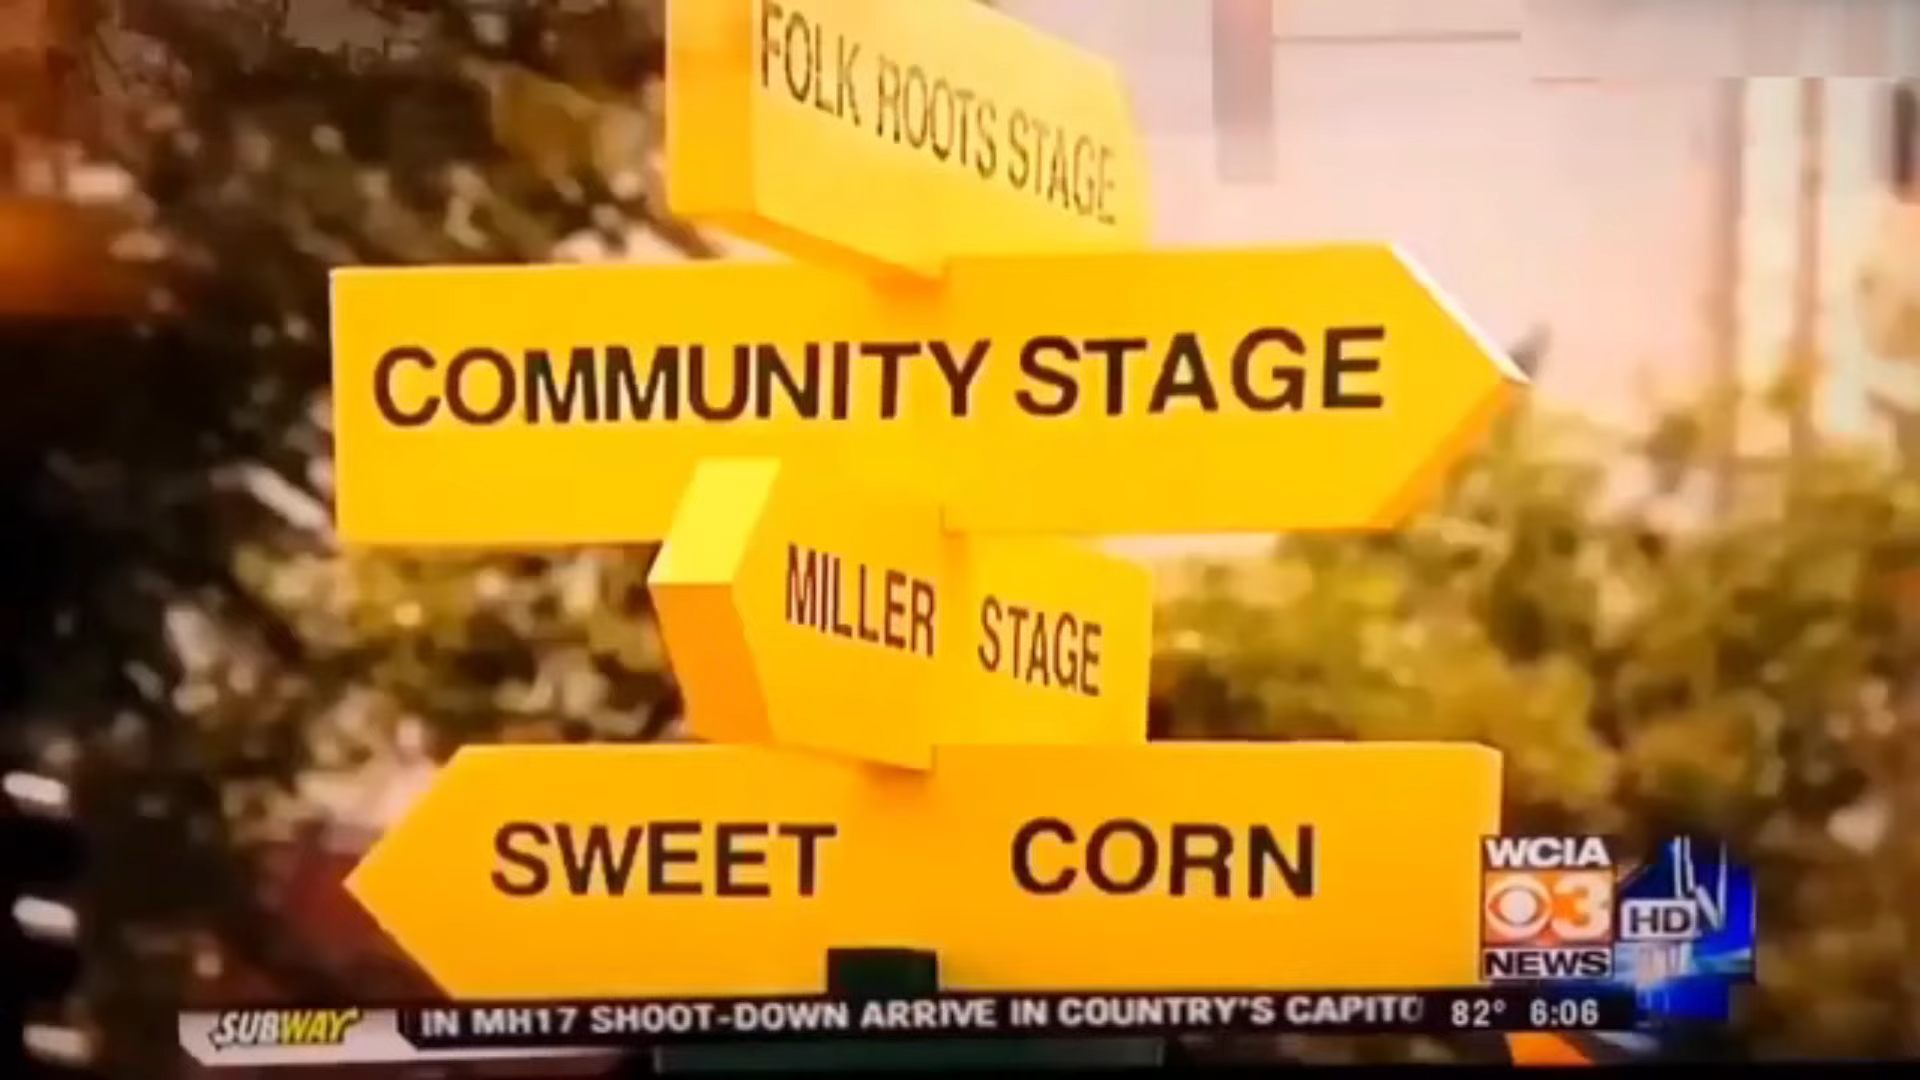 FOLK ROOTS STAGE
COMMUNITY STAGE
MILLER STAGE
SWEET CORN
WCIA
3
HD
NEWS
SUBWAY
IN MH17 SHOOT-DOWN ARRIVE IN COUNTRY'S CAPITO
82° 6:06